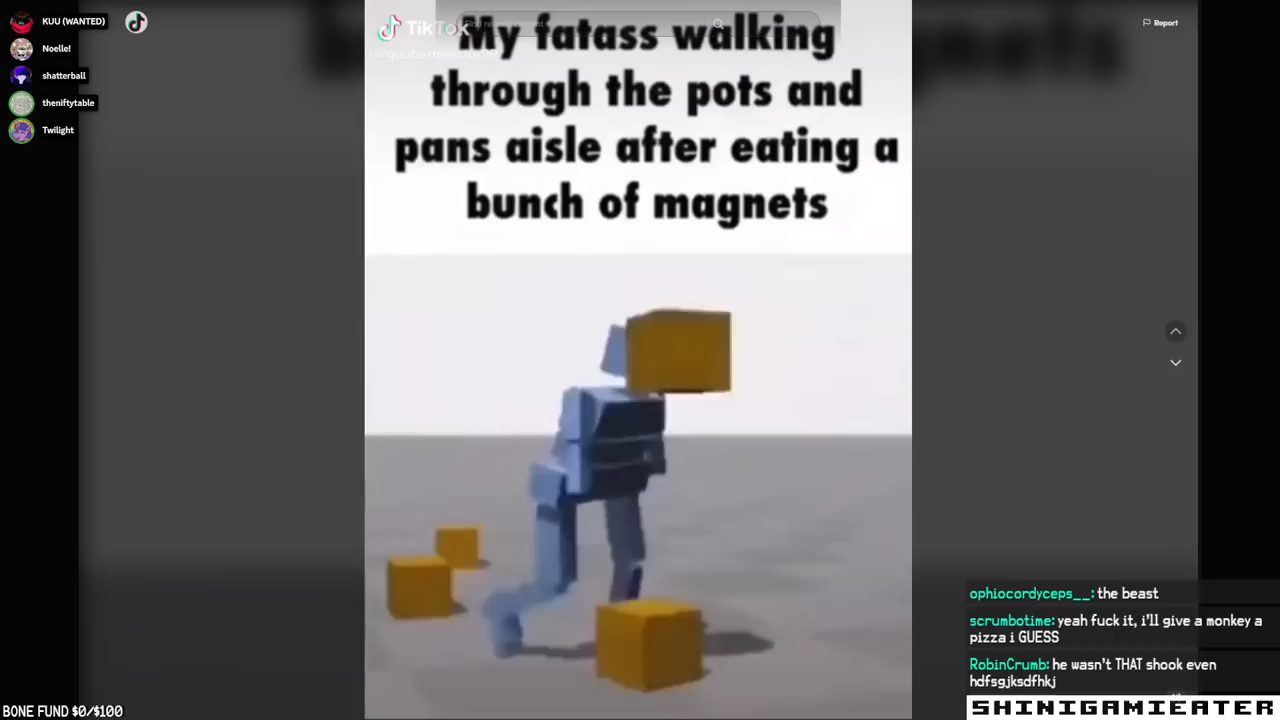 KUU (WANTED)
Noelle!
shatterball
theniftytable
Twilight
TikTok
Report
My fatass walking
through the pots and
pans aisle after eating a
bunch of magnets
ophiocordyceps__: the beast
scrumbotime: yeah fuck it, i'll give a monkey a
pizza i GUESS
RobinCrumb: he wasn't THAT shook even
hdfsgjksdfhkj
SHINIGAMIEATER
BONE FUND $0/$100